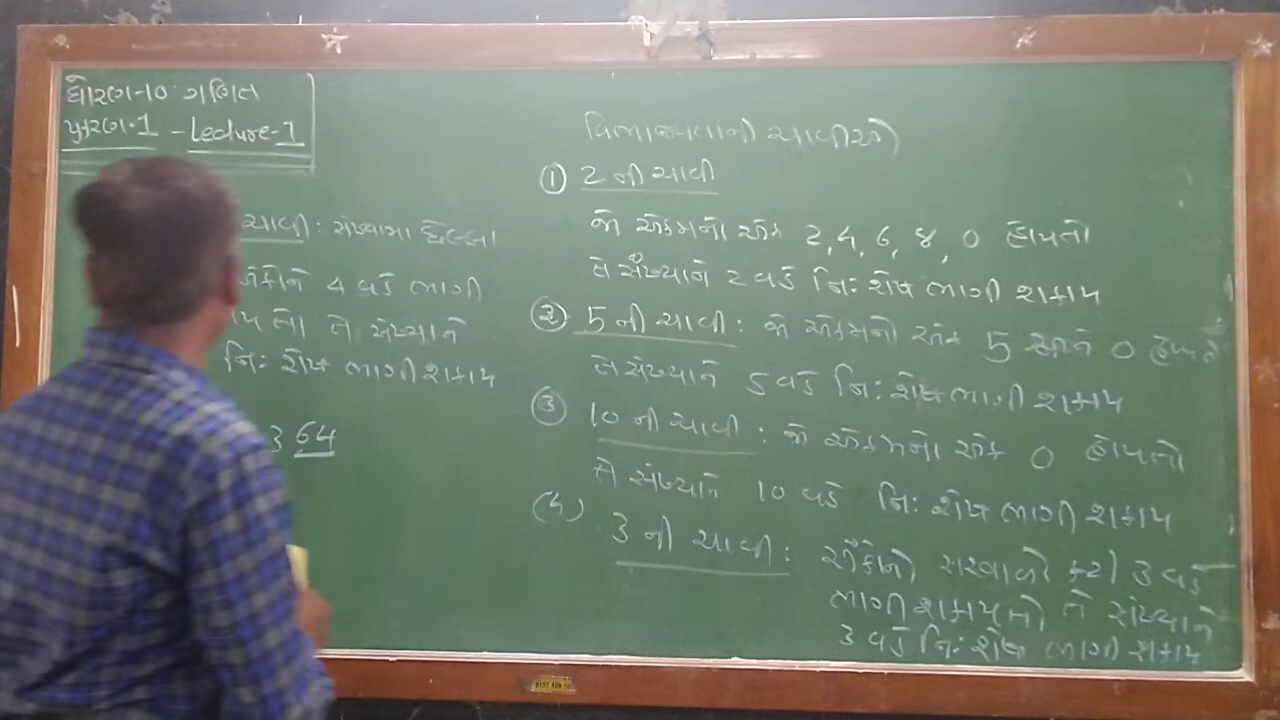 ધોરણ-10 : ગણિત
પ્રકરણ-1 - Lecture-1
ચાવી : સંખ્યાના છેલ્લા
અંકોને 4 વડે ભાગી
તો તે સંખ્યાને
નિઃશેષ ભાગી શકાય
3 64
વિભાજ્યતાની ચાવીઓ
① 2 ની ચાવી
જો એકમનો અંક 2, 4, 6, 8, 0 હોયતો
તે સંખ્યાને 2 વડે નિઃશેષ ભાગી શકાય
② 5 ની ચાવી : જો એકમનો અંક 5 અને 0 હોય તો
તે સંખ્યાને 5 વડે નિઃશેષ ભાગી શકાય
③ 10 ની ચાવી : જો એકમનો અંક 0 હોયતો
તે સંખ્યાને 10 વડે નિઃશેષ ભાગી શકાય
(4) 3 ની ચાવી : અંકોનો સરવાળો કરી 3 વડે
ભાગી શકાય તો તે સંખ્યાને
3 વડે નિઃશેષ ભાગી શકાય